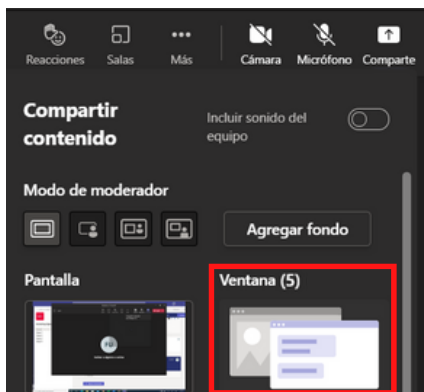 Reacciones Salas Más Cámara Micrófono Comparte
Compartir
contenido
Incluir sonido del
equipo
Modo de moderador
Agregar fondo
Pantalla
Ventana (5)